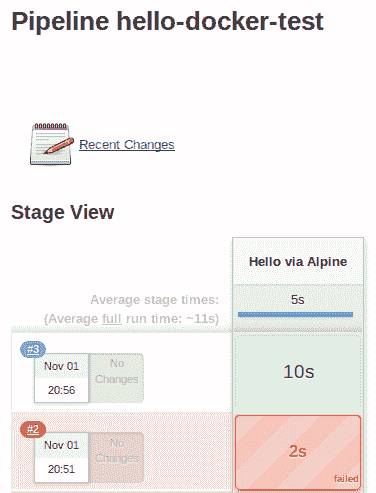 Pipeline hello-docker-test
Recent Changes
Stage View
Hello via Alpine
Average stage times:
5s
(Average full run time: ~11s)
#3
Nov 01
No
Changes
20:56
10s
#2
Nov 01
No
Changes
20:51
2s
failed